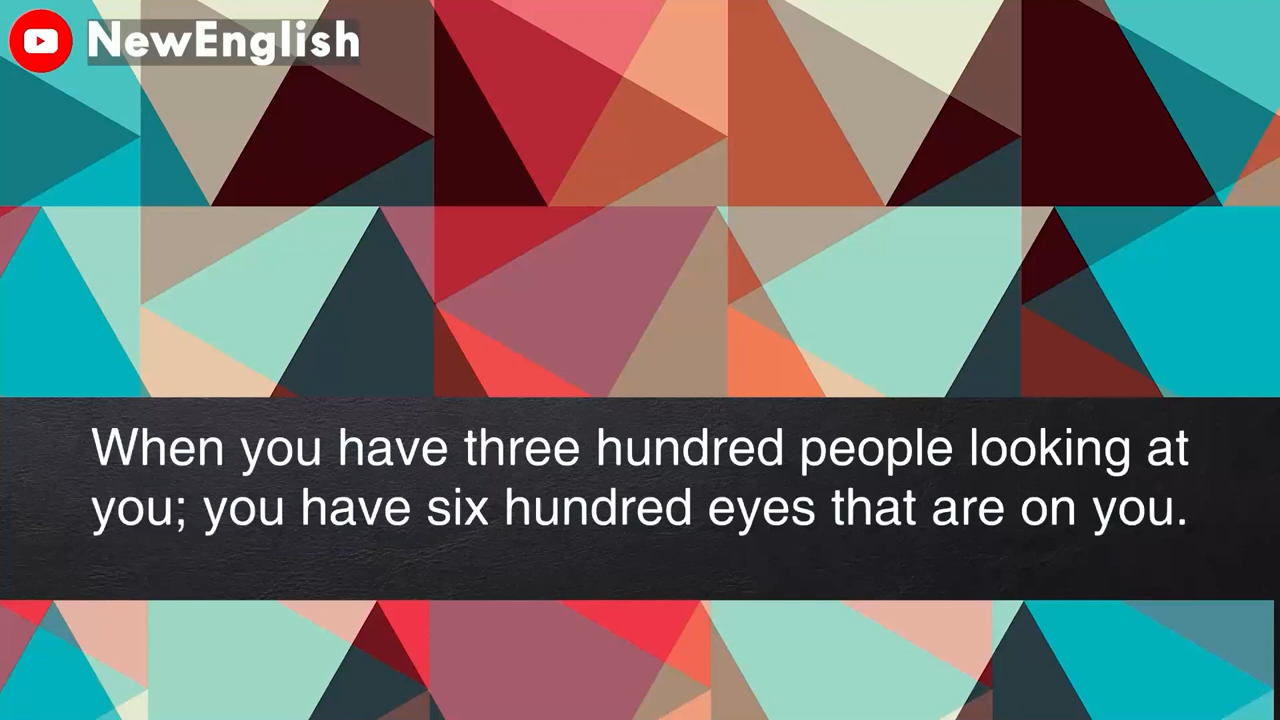 NewEnglish
When you have three hundred people looking at
you; you have six hundred eyes that are on you.